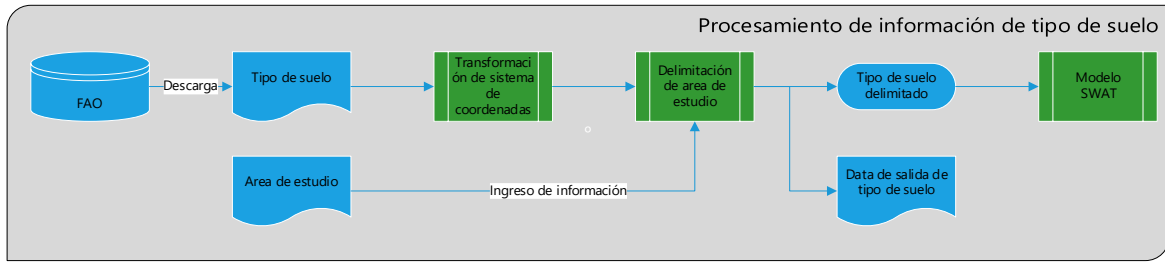 Procesamiento de información de tipo de suelo
FAO
Descarga
Tipo de suelo
Transformaci
ón de sistema
de
coordenadas
Delimitación
de area de
estudio
Tipo de suelo
delimitado
Modelo
SWAT
Area de estudio
Ingreso de información
Data de salida de
tipo de suelo